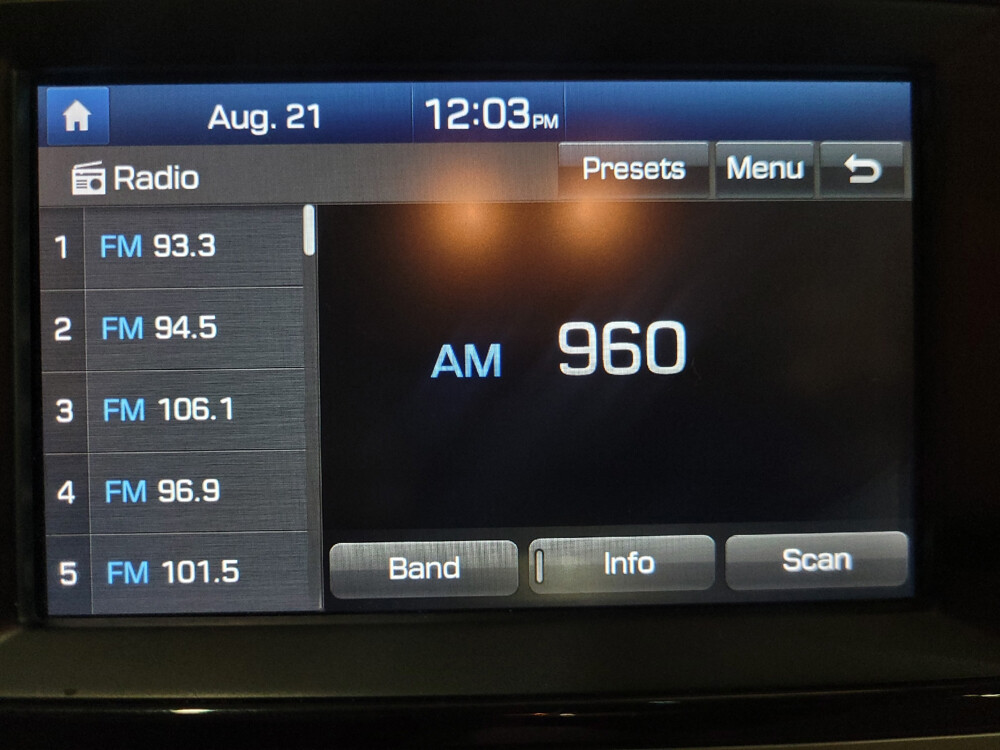 Aug. 21 12:03PM
Radio Presets Menu
1 FM 93.3
2 FM 94.5
3 FM 106.1
4 FM 96.9
5 FM 101.5
AM 960
Band Info Scan